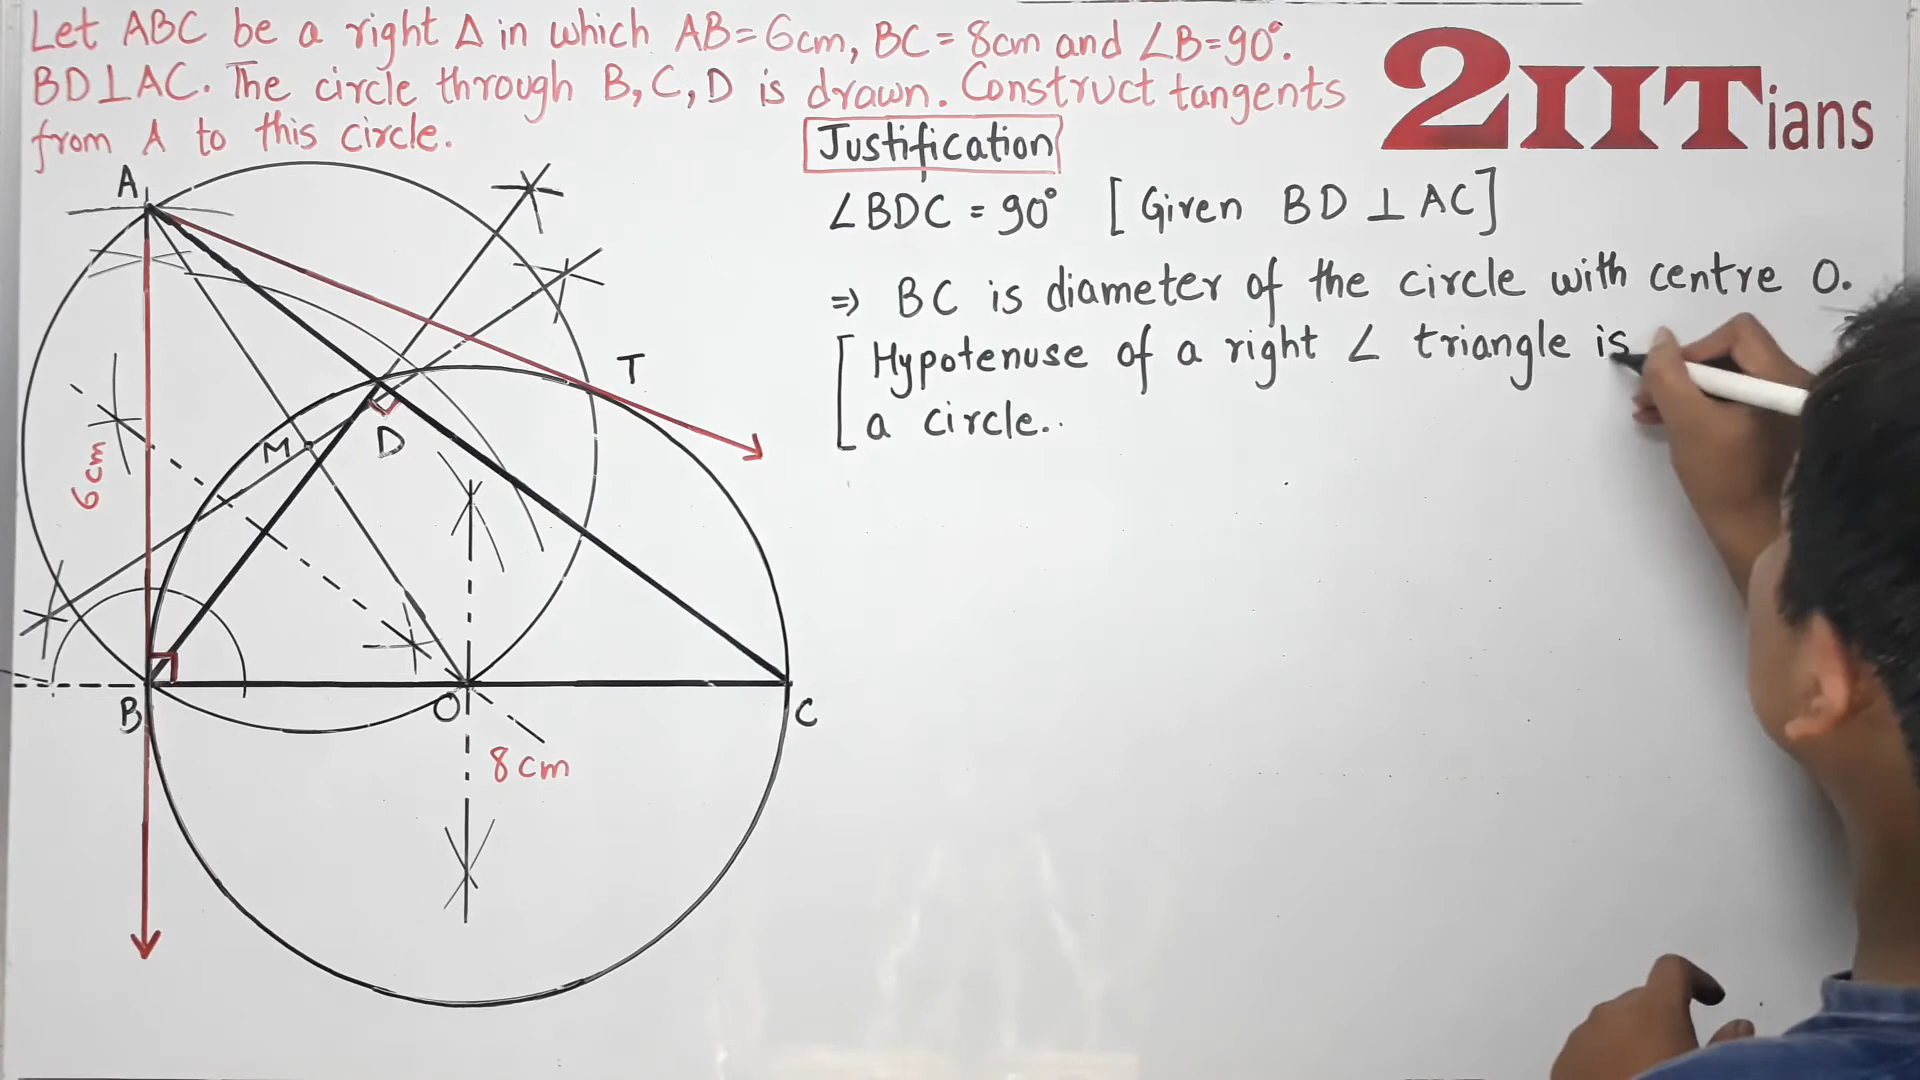 Let ABC be a right Δ in which AB=6cm, BC=8cm and ∠B=90°.
BD⊥AC. The circle through B, C, D is drawn. Construct tangents
from A to this circle.
2IITians
Justification
∠BDC = 90° [Given BD ⊥ AC]
⇒ BC is diameter of the circle with centre O.
[Hypotenuse of a right ∠ triangle is
a circle..
A
T
M
D
6cm
B
O
C
8cm